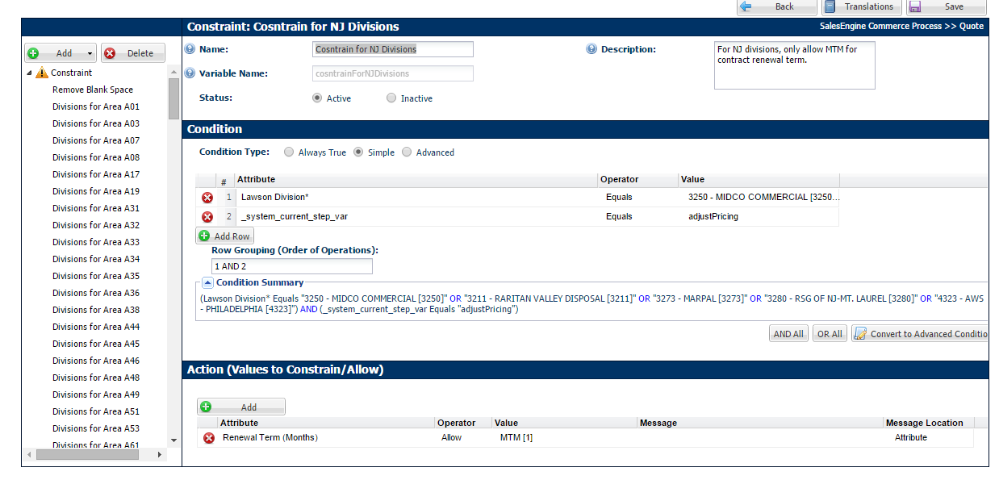 Back
Translations
Save
Constraint: Cosntrain for NJ Divisions
SalesEngine Commerce Process >> Quote
Add
Delete
Constraint
Remove Blank Space
Divisions for Area A01
Divisions for Area A03
Divisions for Area A07
Divisions for Area A08
Divisions for Area A17
Divisions for Area A19
Divisions for Area A31
Divisions for Area A32
Divisions for Area A33
Divisions for Area A34
Divisions for Area A35
Divisions for Area A36
Divisions for Area A38
Divisions for Area A44
Divisions for Area A45
Divisions for Area A46
Divisions for Area A48
Divisions for Area A49
Divisions for Area A51
Divisions for Area A53
Divisions for Area A61
Name:
Cosntrain for NJ Divisions
Description:
For NJ divisions, only allow MTM for
contract renewal term.
Variable Name:
cosntrainForNJDivisions
Status:
Active
Inactive
Condition
Condition Type:
Always True
Simple
Advanced
# Attribute Operator Value
1 Lawson Division* Equals 3250 - MIDCO COMMERCIAL [3250...
2 _system_current_step_var Equals adjustPricing
Add Row
Row Grouping (Order of Operations):
1 AND 2
Condition Summary
(Lawson Division* Equals "3250 - MIDCO COMMERCIAL [3250]" OR "3211 - RARITAN VALLEY DISPOSAL [3211]" OR "3273 - MARPAL [3273]" OR "3280 - RSG OF NJ-MT. LAUREL [3280]" OR "4323 - AWS
- PHILADELPHIA [4323]") AND (_system_current_step_var Equals "adjustPricing")
AND All
OR All
Convert to Advanced Conditio
Action (Values to Constrain/Allow)
Add
Attribute Operator Value Message Message Location
Renewal Term (Months) Allow MTM [1] Attribute